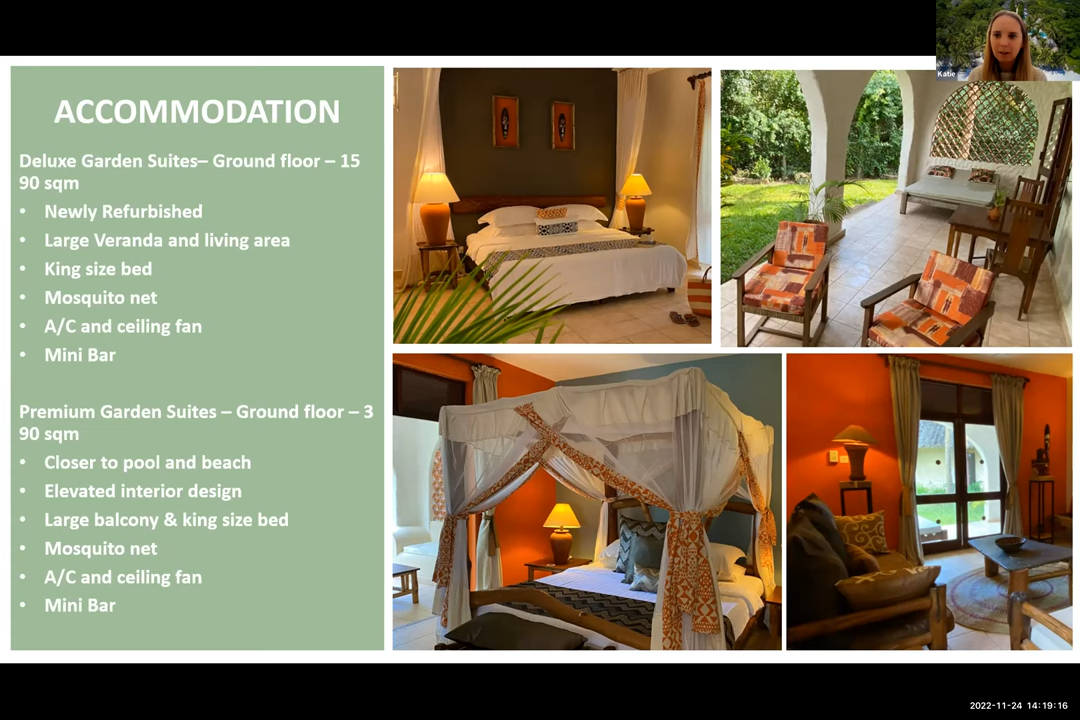 Katie
ACCOMMODATION
Deluxe Garden Suites– Ground floor – 15
90 sqm
• Newly Refurbished
• Large Veranda and living area
• King size bed
• Mosquito net
• A/C and ceiling fan
• Mini Bar
Premium Garden Suites – Ground floor – 3
90 sqm
• Closer to pool and beach
• Elevated interior design
• Large balcony & king size bed
• Mosquito net
• A/C and ceiling fan
• Mini Bar
2022-11-24 14:19:16